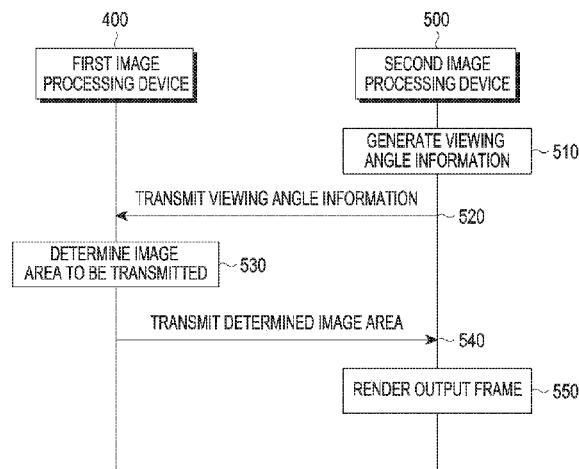 400
500
FIRST IMAGE
PROCESSING DEVICE
SECOND IMAGE
PROCESSING DEVICE
GENERATE VIEWING
ANGLE INFORMATION
510
TRANSMIT VIEWING ANGLE INFORMATION
520
DETERMINE IMAGE
AREA TO BE TRANSMITTED
530
TRANSMIT DETERMINED IMAGE AREA
540
RENDER OUTPUT FRAME
550